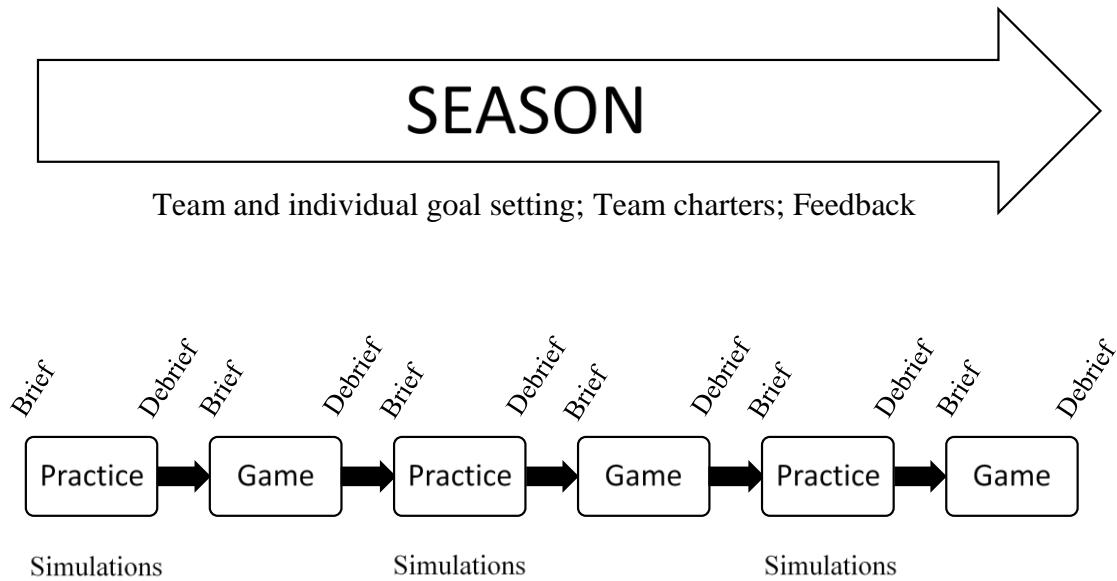 SEASON
Team and individual goal setting; Team charters; Feedback
Brief Debrief Brief Debrief Brief Debrief Brief Debrief Brief Debrief Brief Debrief
Practice Game Practice Game Practice Game
Simulations Simulations Simulations